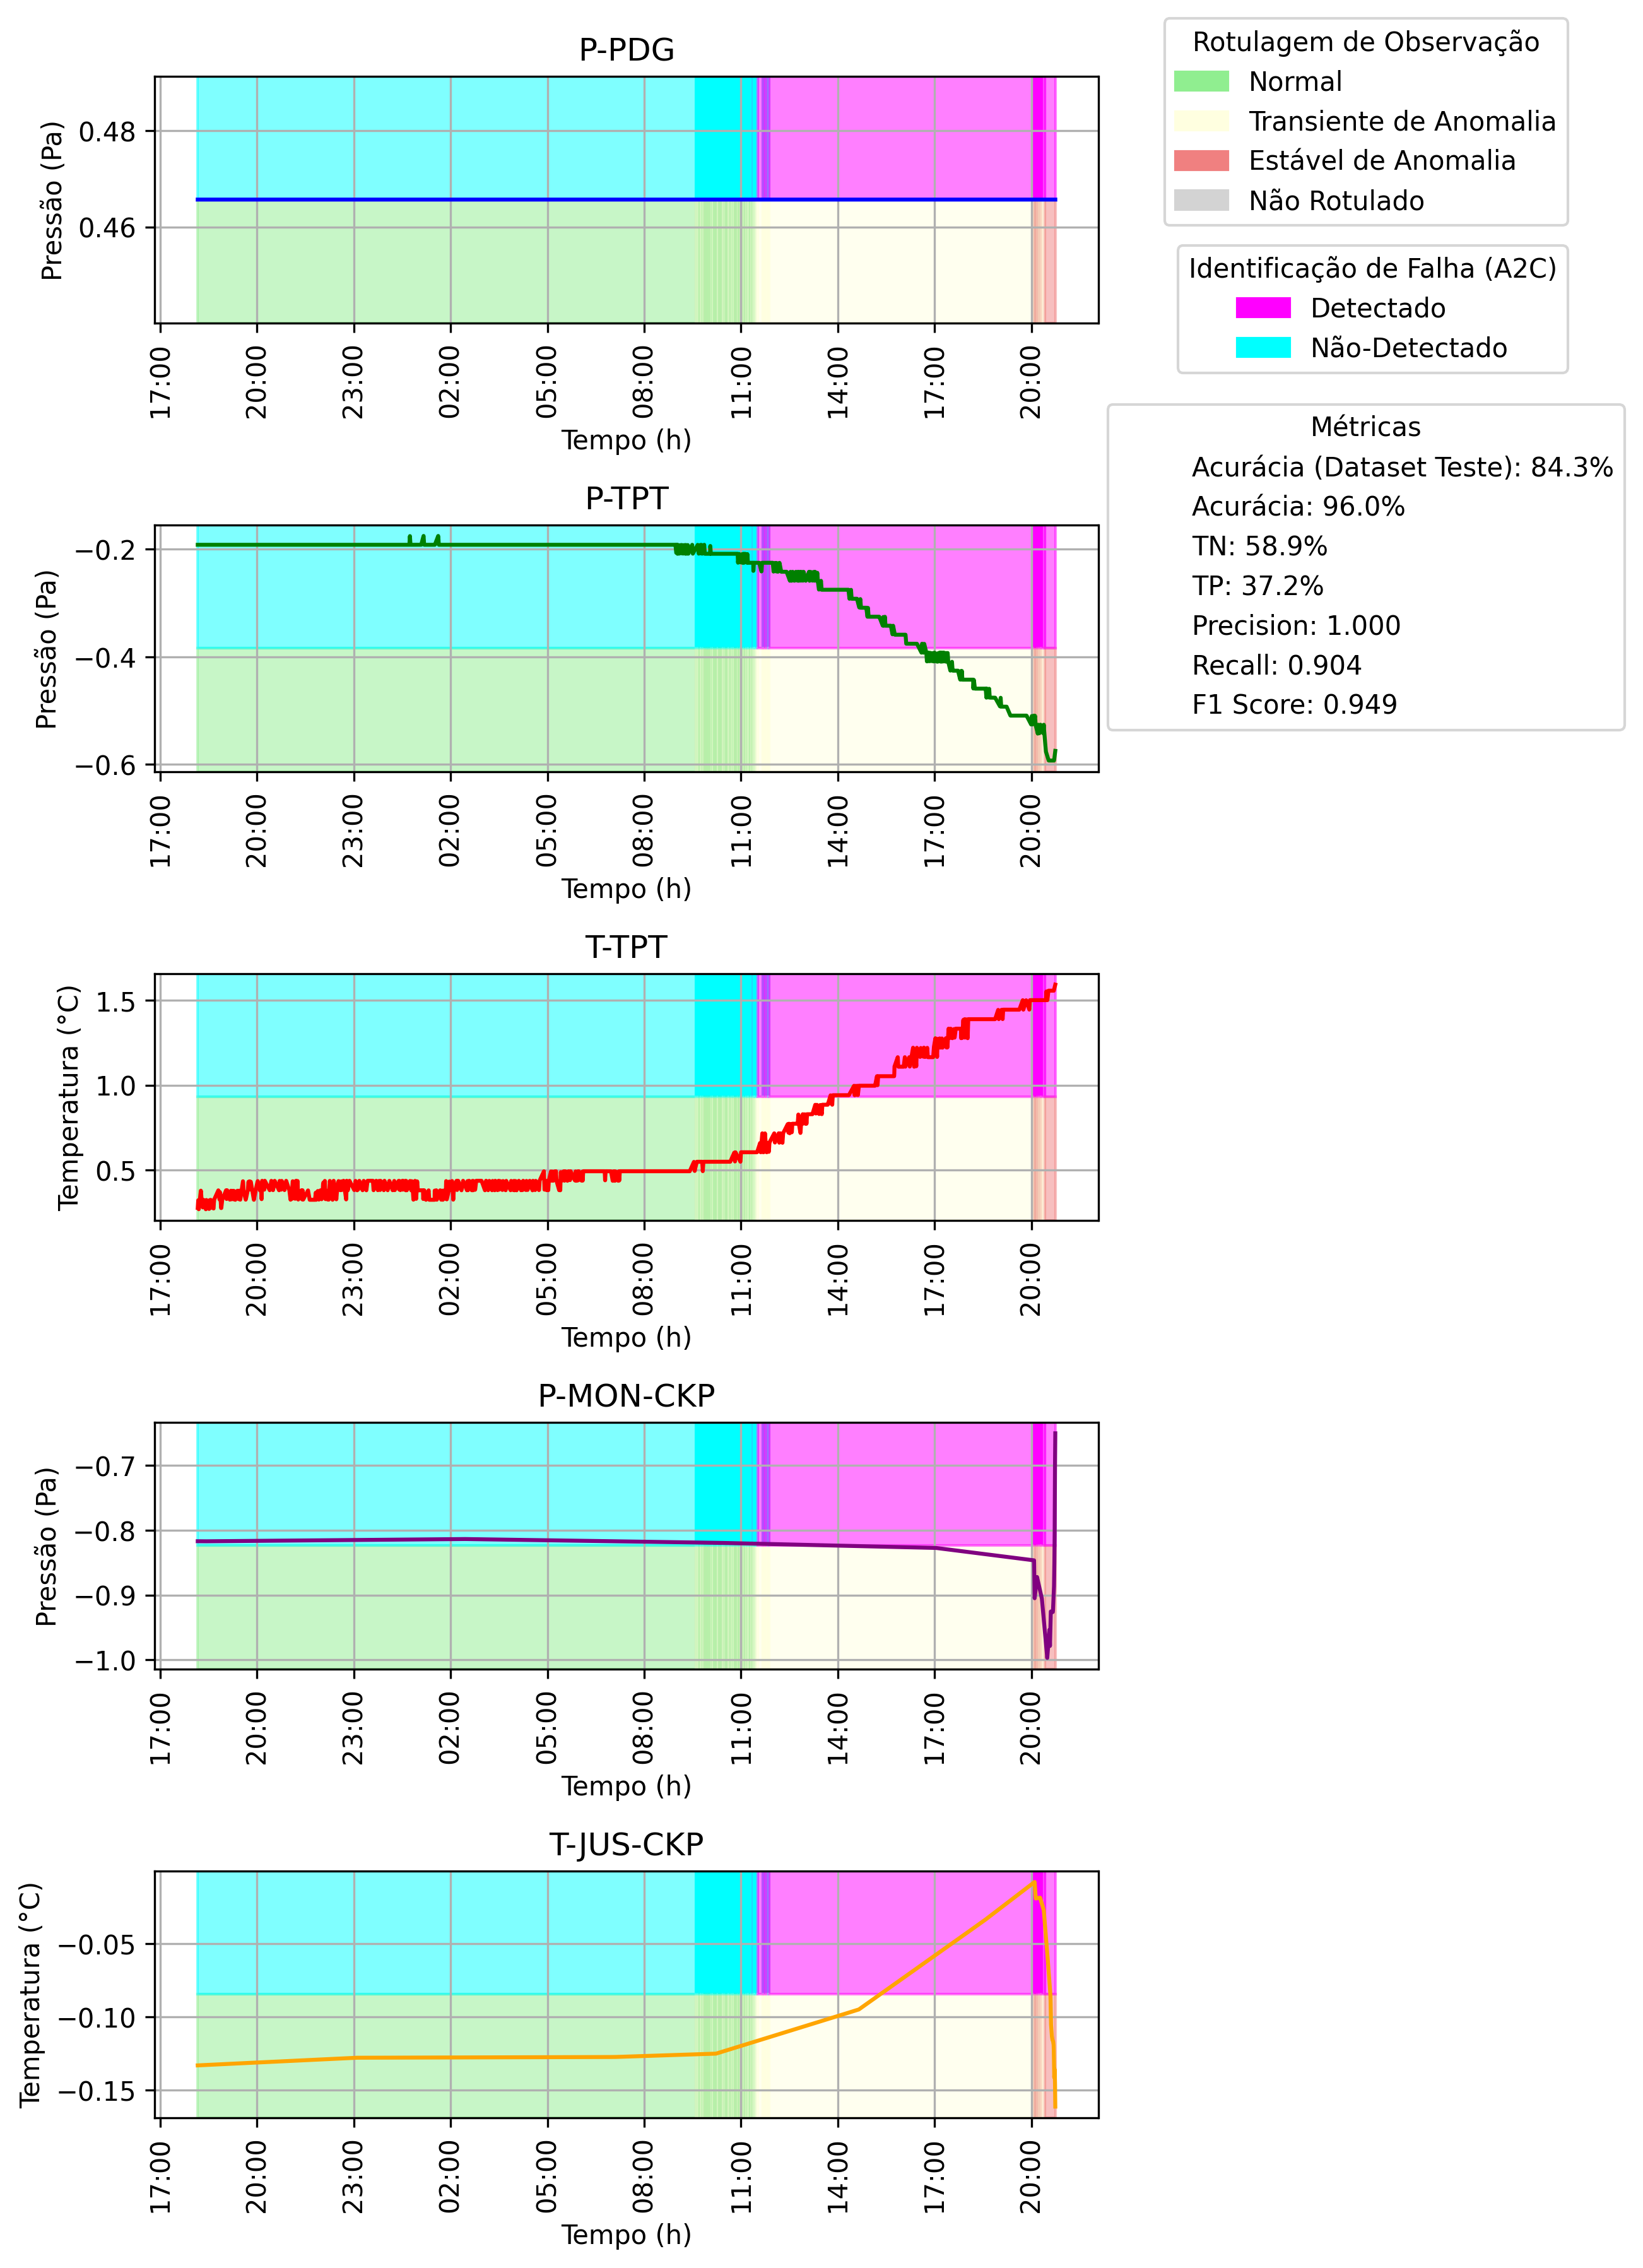 P-PDG
Pressão (Pa)
0.48
0.46
17:00 20:00 23:00 02:00 05:00 08:00 11:00 14:00 17:00 20:00
Tempo (h)
Rotulagem de Observação
Normal
Transiente de Anomalia
Estável de Anomalia
Não Rotulado
Identificação de Falha (A2C)
Detectado
Não-Detectado
Métricas
Acurácia (Dataset Teste): 84.3%
Acurácia: 96.0%
TN: 58.9%
TP: 37.2%
Precision: 1.000
Recall: 0.904
F1 Score: 0.949
P-TPT
Pressão (Pa)
−0.2
−0.4
−0.6
17:00 20:00 23:00 02:00 05:00 08:00 11:00 14:00 17:00 20:00
Tempo (h)
T-TPT
Temperatura (°C)
1.5
1.0
0.5
17:00 20:00 23:00 02:00 05:00 08:00 11:00 14:00 17:00 20:00
Tempo (h)
P-MON-CKP
Pressão (Pa)
−0.7
−0.8
−0.9
−1.0
17:00 20:00 23:00 02:00 05:00 08:00 11:00 14:00 17:00 20:00
Tempo (h)
T-JUS-CKP
Temperatura (°C)
−0.05
−0.10
−0.15
17:00 20:00 23:00 02:00 05:00 08:00 11:00 14:00 17:00 20:00
Tempo (h)